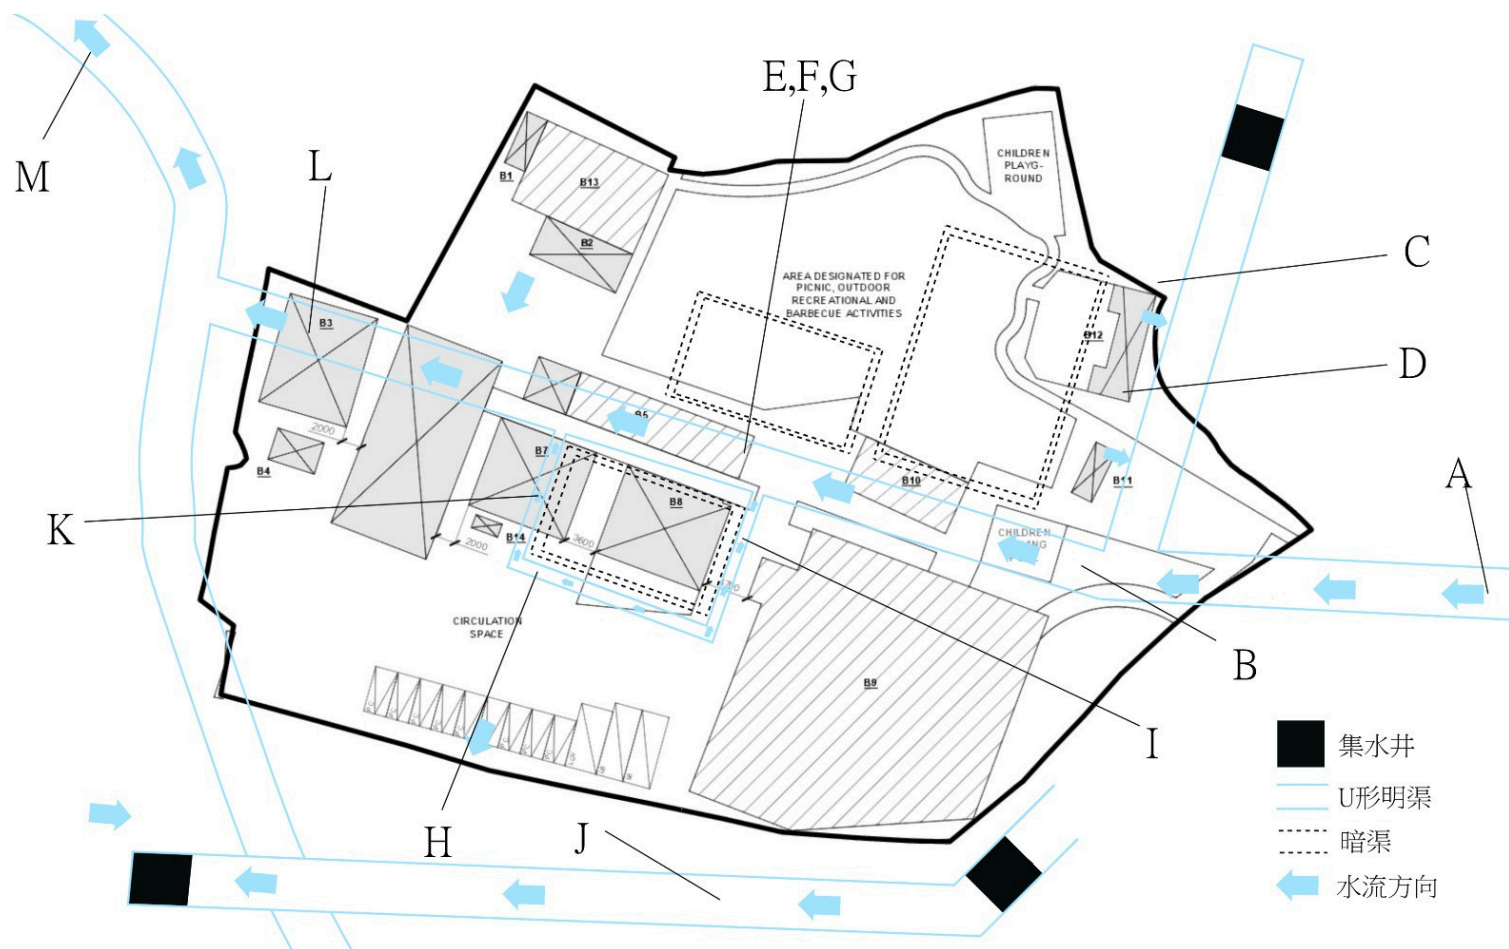 E,F,G
M
L
B1
B13
CHILDREN
PLAYG-
ROUND
B2
C
AREA DESIGNATED FOR
PICNIC, OUTDOOR
RECREATIONAL AND
BARBECUE ACTIVITIES
B3
B12
D
2000
B5
B4
B7
B10
B11
A
B8
K
B14
2000
3600
CHILDREN
CIRCULATION
SPACE
B
B9
I
H
J
集水井
U形明渠
暗渠
水流方向